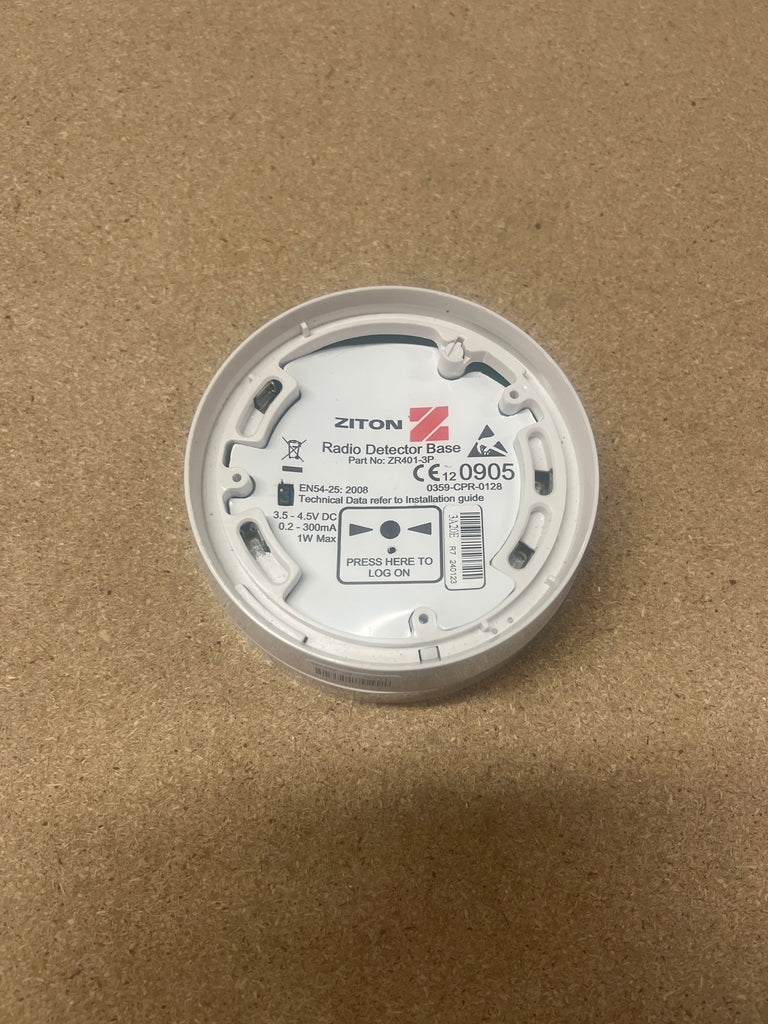 ZITON
Radio Detector Base
Part No: ZR401-3P
CE 12 0905
0359-CPR-0128
EN54-25: 2008
Technical Data refer to Installation guide
3.5 - 4.5V DC
0.2 - 300mA
1W Max
PRESS HERE TO
LOG ON
3A20E
R7 240123